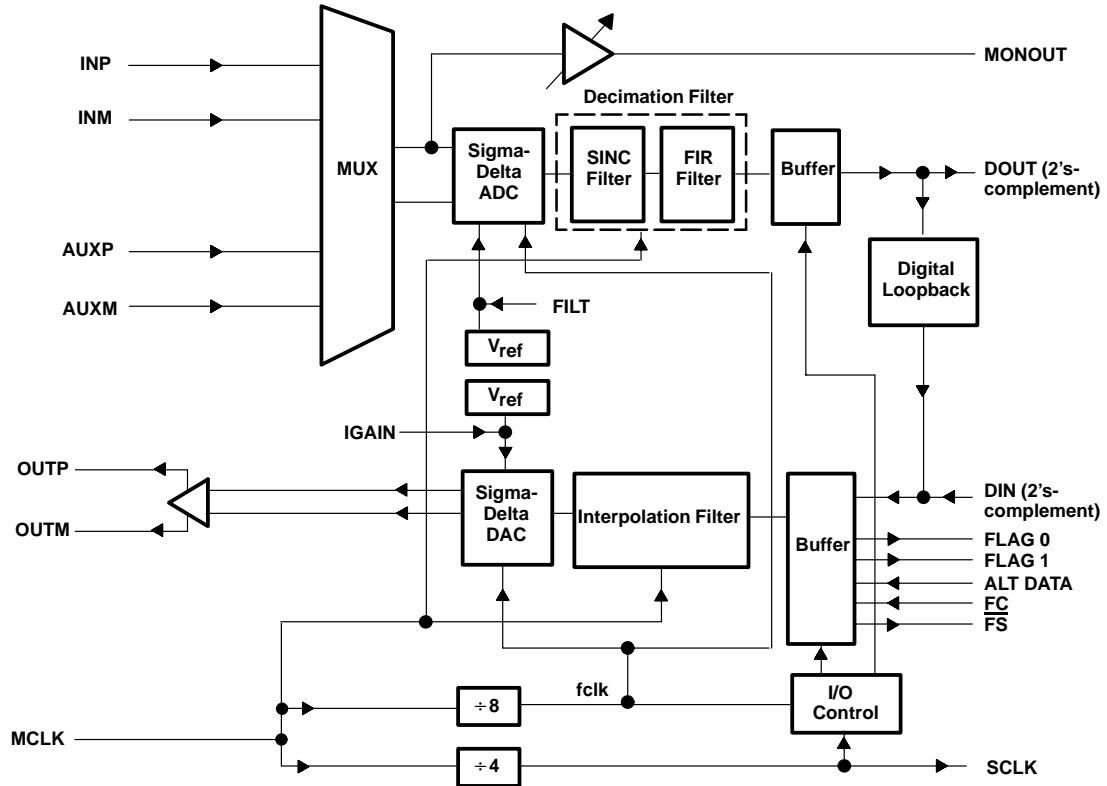 INP
INM
AUXP
AUXM
MUX
MONOUT
Decimation Filter
Sigma-
Delta
ADC
SINC
Filter
FIR
Filter
Buffer
DOUT (2's-
complement)
Digital
Loopback
FILT
Vref
Vref
IGAIN
OUTP
OUTM
Sigma-
Delta
DAC
Interpolation Filter
Buffer
DIN (2's-
complement)
FLAG 0
FLAG 1
ALT DATA
FC
F̅S̅
fclk
÷8
I/O
Control
MCLK
÷4
SCLK